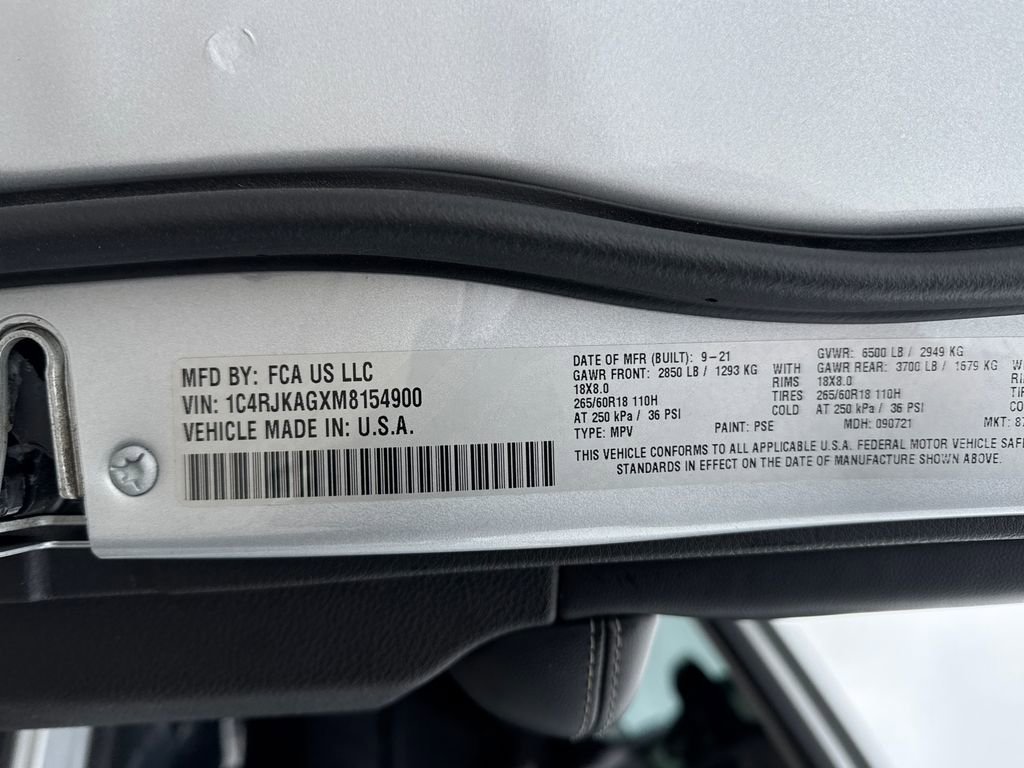 MFD BY: FCA US LLC
VIN: 1C4RJKAGXM8154900
VEHICLE MADE IN: U.S.A.
DATE OF MFR (BUILT): 9-21 GVWR: 6500 LB / 2949 KG
GAWR FRONT: 2850 LB / 1293 KG WITH GAWR REAR: 3700 LB / 1679 KG
18X8.0 RIMS 18X8.0
265/60R18 110H TIRES 265/60R18 110H
AT 250 kPa / 36 PSI COLD AT 250 kPa / 36 PSI
TYPE: MPV PAINT: PSE MDH: 090721 MKT:
THIS VEHICLE CONFORMS TO ALL APPLICABLE U.S.A. FEDERAL MOTOR VEHICLE
STANDARDS IN EFFECT ON THE DATE OF MANUFACTURE SHOWN ABOVE.